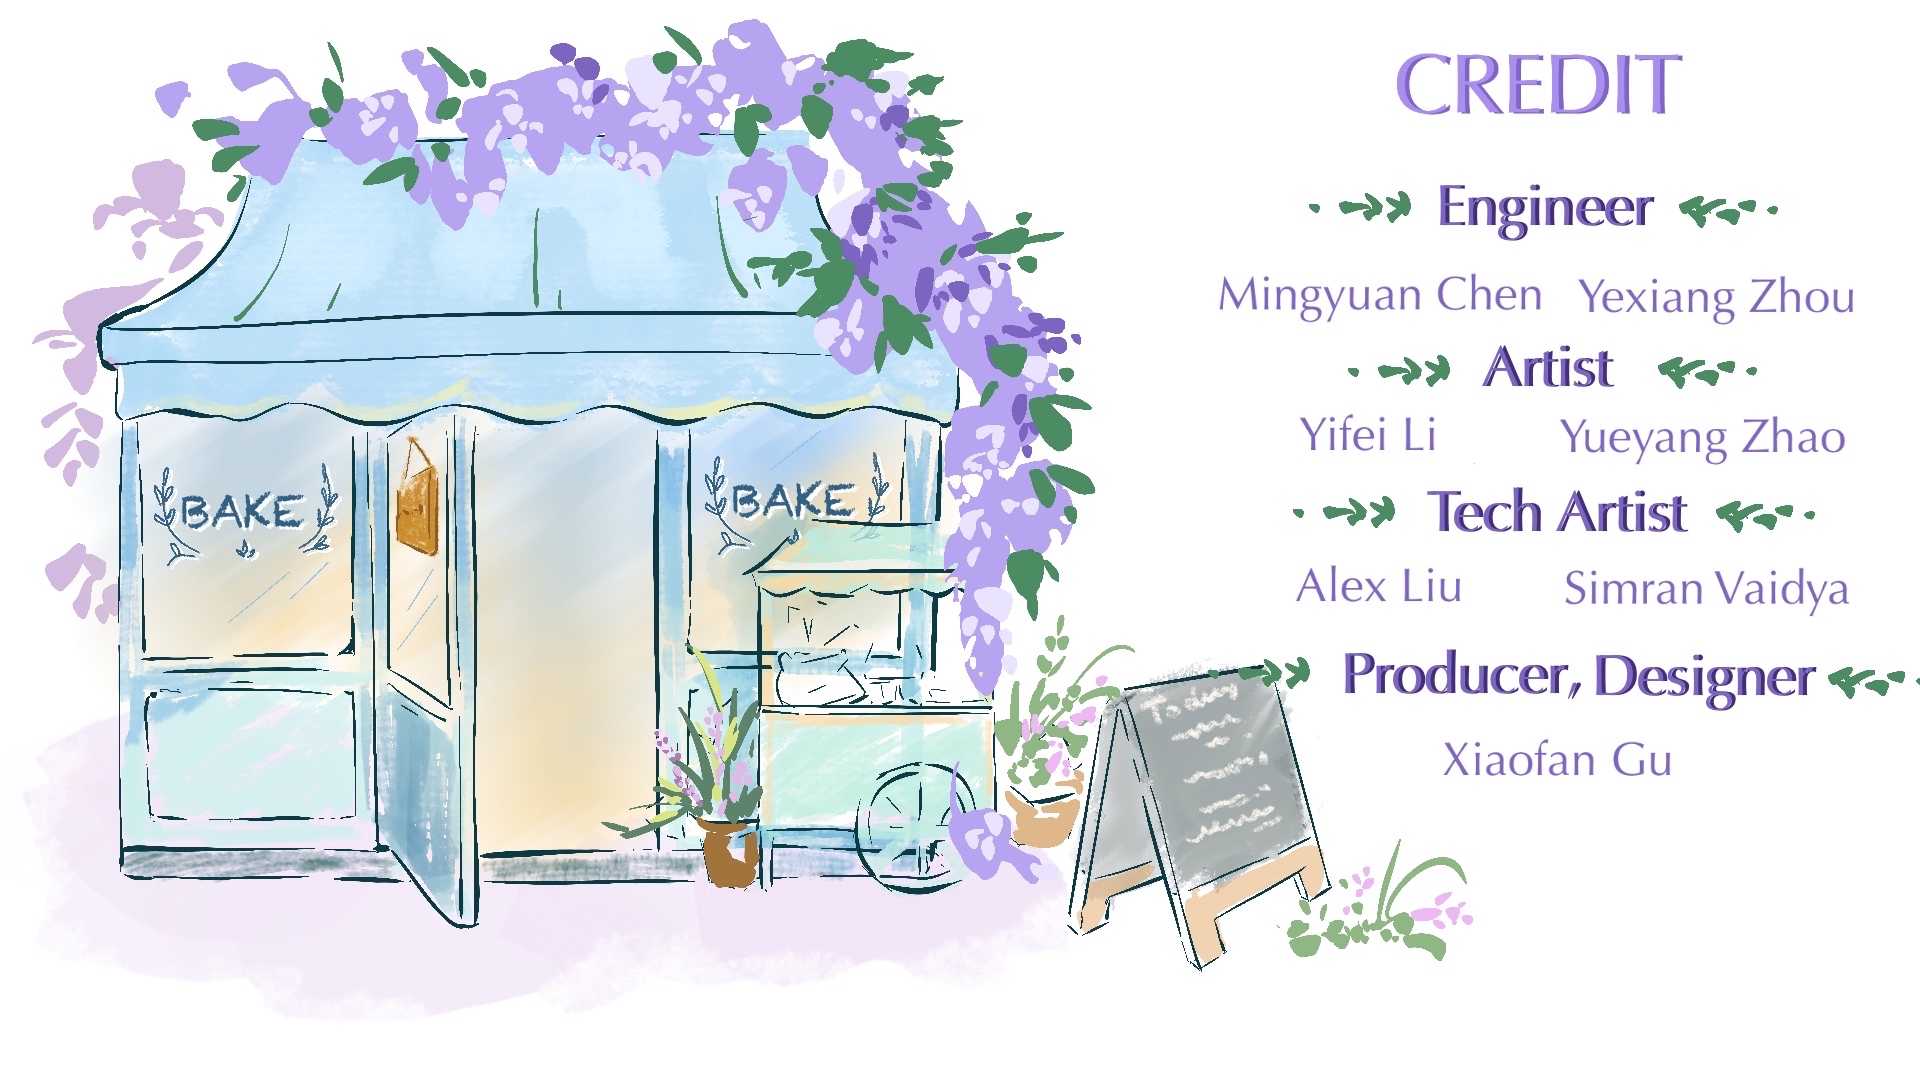 CREDIT
Engineer
Mingyuan Chen Yexiang Zhou
Artist
Yifei Li Yueyang Zhao
Tech Artist
Alex Liu Simran Vaidya
Producer, Designer
Xiaofan Gu
BAKE
BAKE
Today